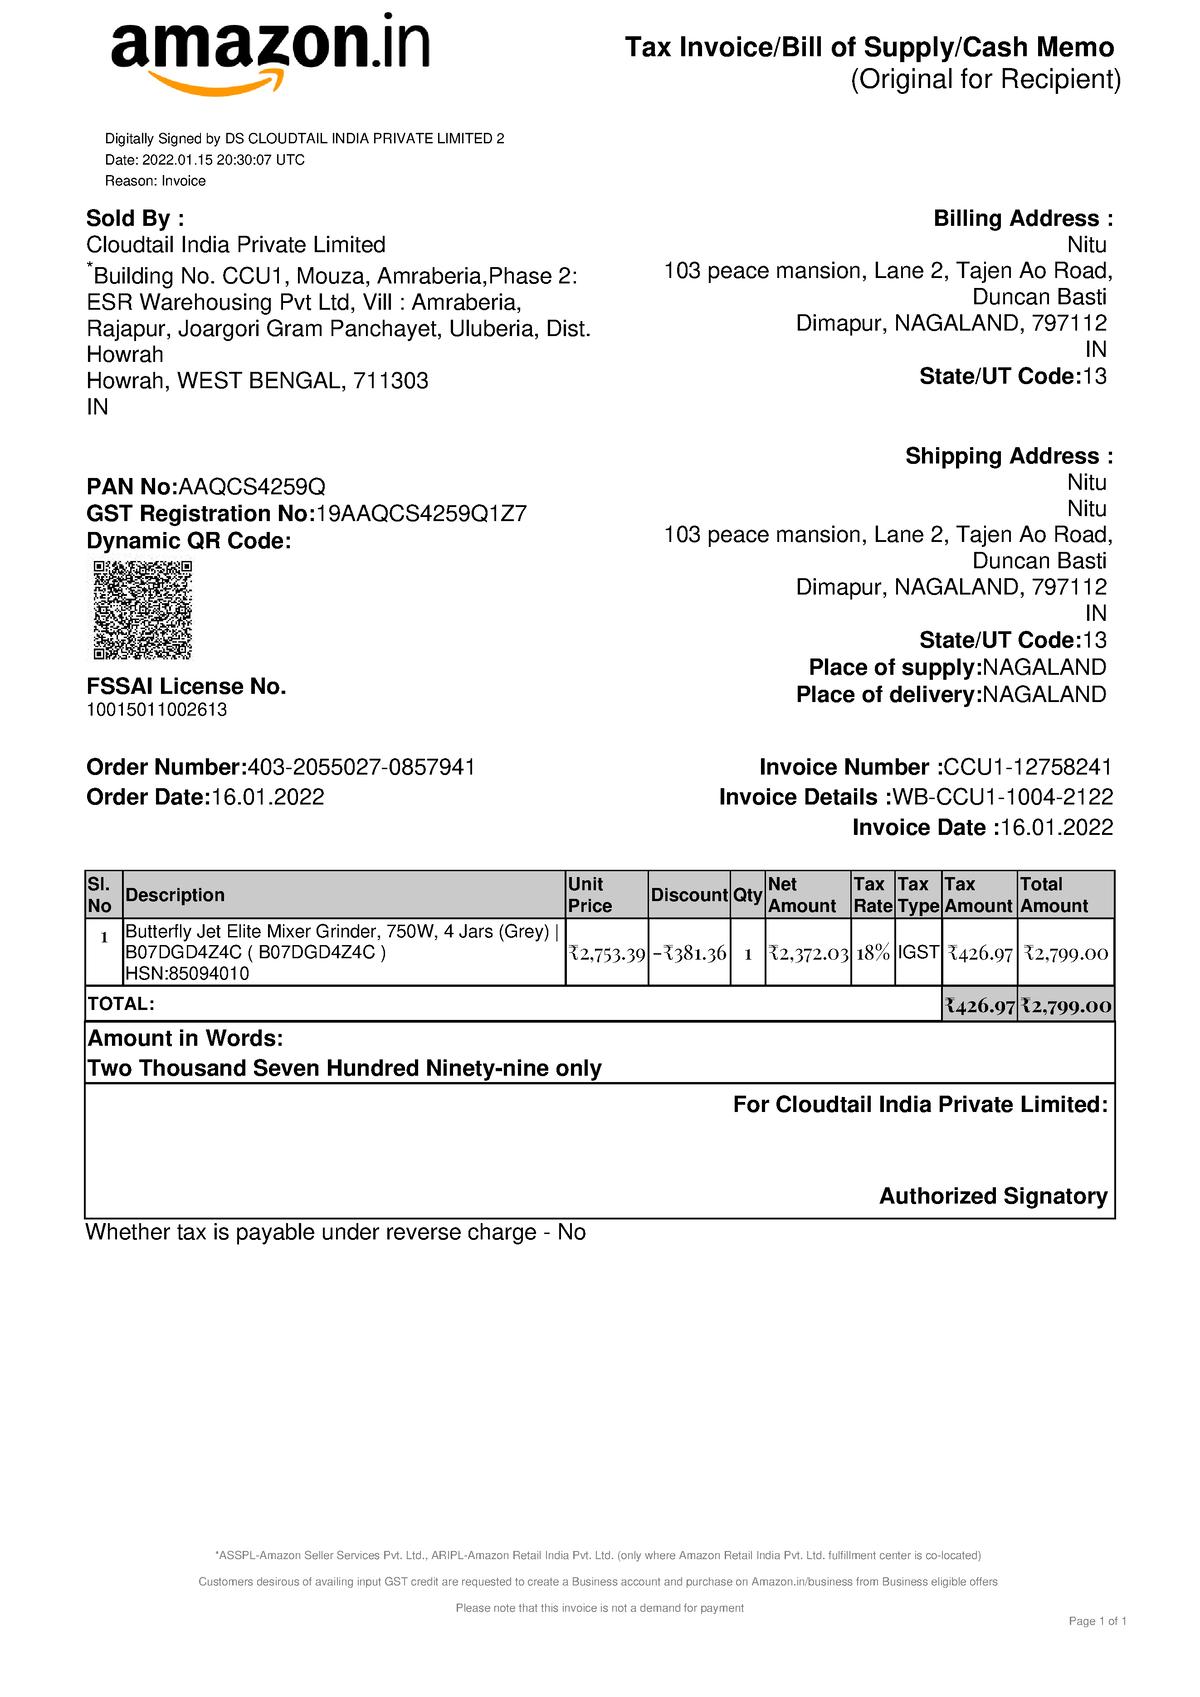 amazon.in
Tax Invoice/Bill of Supply/Cash Memo
(Original for Recipient)
Digitally Signed by DS CLOUDTAIL INDIA PRIVATE LIMITED 2
Date: 2022.01.15 20:30:07 UTC
Reason: Invoice
Sold By :
Cloudtail India Private Limited
*Building No. CCU1, Mouza, Amraberia,Phase 2:
ESR Warehousing Pvt Ltd, Vill : Amraberia,
Rajapur, Joargori Gram Panchayet, Uluberia, Dist.
Howrah
Howrah, WEST BENGAL, 711303
IN
Billing Address :
Nitu
103 peace mansion, Lane 2, Tajen Ao Road,
Duncan Basti
Dimapur, NAGALAND, 797112
IN
State/UT Code:13
PAN No:AAQCS4259Q
GST Registration No:19AAQCS4259Q1Z7
Dynamic QR Code:
FSSAI License No.
10015011002613
Shipping Address :
Nitu
Nitu
103 peace mansion, Lane 2, Tajen Ao Road,
Duncan Basti
Dimapur, NAGALAND, 797112
IN
State/UT Code:13
Place of supply:NAGALAND
Place of delivery:NAGALAND
Order Number:403-2055027-0857941
Order Date:16.01.2022
Invoice Number :CCU1-12758241
Invoice Details :WB-CCU1-1004-2122
Invoice Date :16.01.2022
Sl. No Description Unit Price Discount Qty Net Amount Tax Rate Tax Type Tax Amount Total Amount
1 Butterfly Jet Elite Mixer Grinder, 750W, 4 Jars (Grey) |
B07DGD4Z4C ( B07DGD4Z4C ) ₹2,753.39 -₹381.36 1 ₹2,372.03 18% IGST ₹426.97 ₹2,799.00
HSN:85094010
TOTAL: ₹426.97 ₹2,799.00
Amount in Words:
Two Thousand Seven Hundred Ninety-nine only
For Cloudtail India Private Limited:
Authorized Signatory
Whether tax is payable under reverse charge - No
*ASSPL-Amazon Seller Services Pvt. Ltd., ARIPL-Amazon Retail India Pvt. Ltd. (only where Amazon Retail India Pvt. Ltd. fulfillment center is co-located)
Customers desirous of availing input GST credit are requested to create a Business account and purchase on Amazon.in/business from Business eligible offers
Please note that this invoice is not a demand for payment
Page 1 of 1